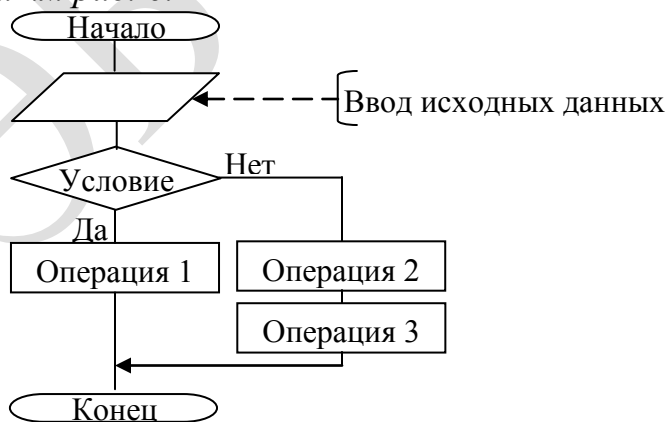 Начало
Ввод исходных данных
Условие
Нет
Да
Операция 1
Операция 2
Операция 3
Конец